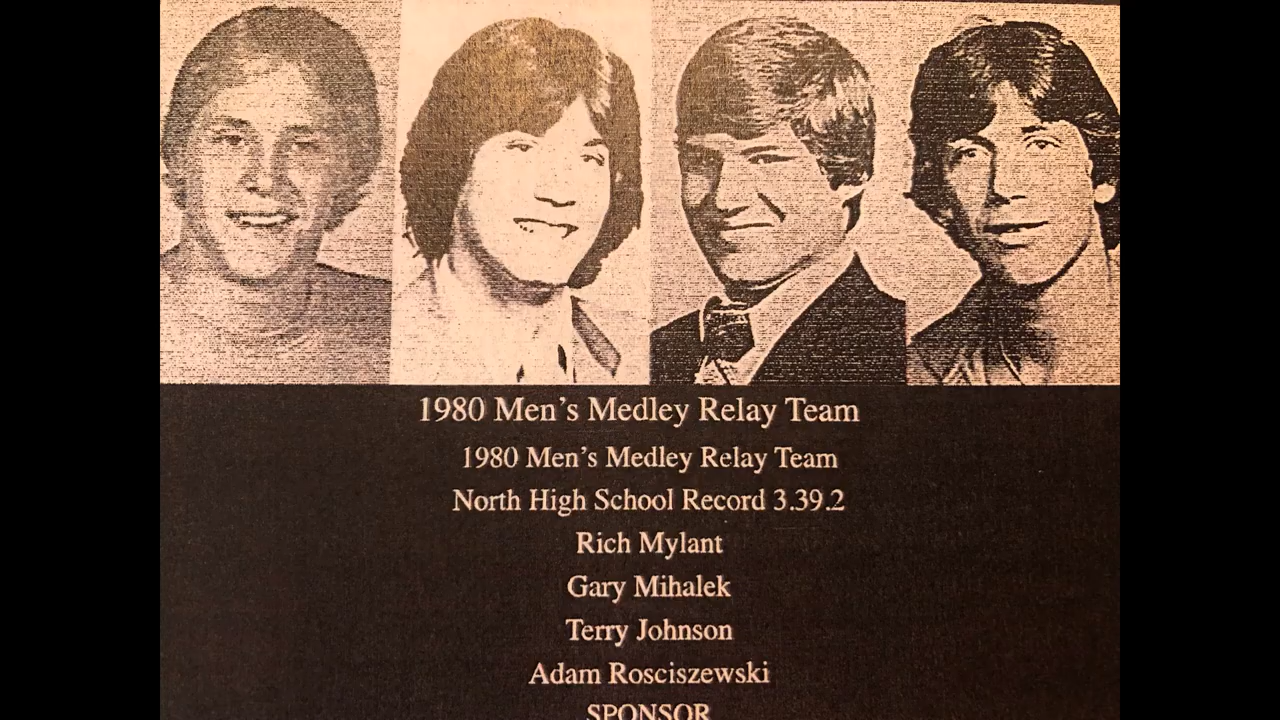 1980 Men's Medley Relay Team
1980 Men's Medley Relay Team
North High School Record 3.39.2
Rich Mylant
Gary Mihalek
Terry Johnson
Adam Rosciszewski
SPONSOR